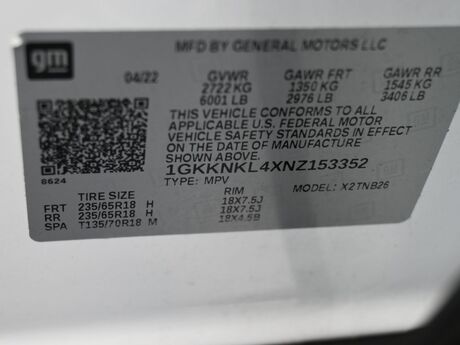 gm
MFD BY GENERAL MOTORS LLC
04/22 GVWR GAWR FRT GAWR RR
2722 KG 1350 KG 1545 KG
6001 LB 2976 LB 3406 LB
THIS VEHICLE CONFORMS TO ALL
APPLICABLE U.S. FEDERAL MOTOR
VEHICLE SAFETY STANDARDS IN EFFECT
ON THE DATE OF MANUFACTURE
SHOWN ABOVE.
1GKKNKL4XNZ153352
8624 TYPE: MPV MODEL: X2TNB26
TIRE SIZE RIM
FRT 235/65R18 H 18X7.5J
RR 235/65R18 H 18X7.5J
SPA T135/70R18 M 18X4.5B